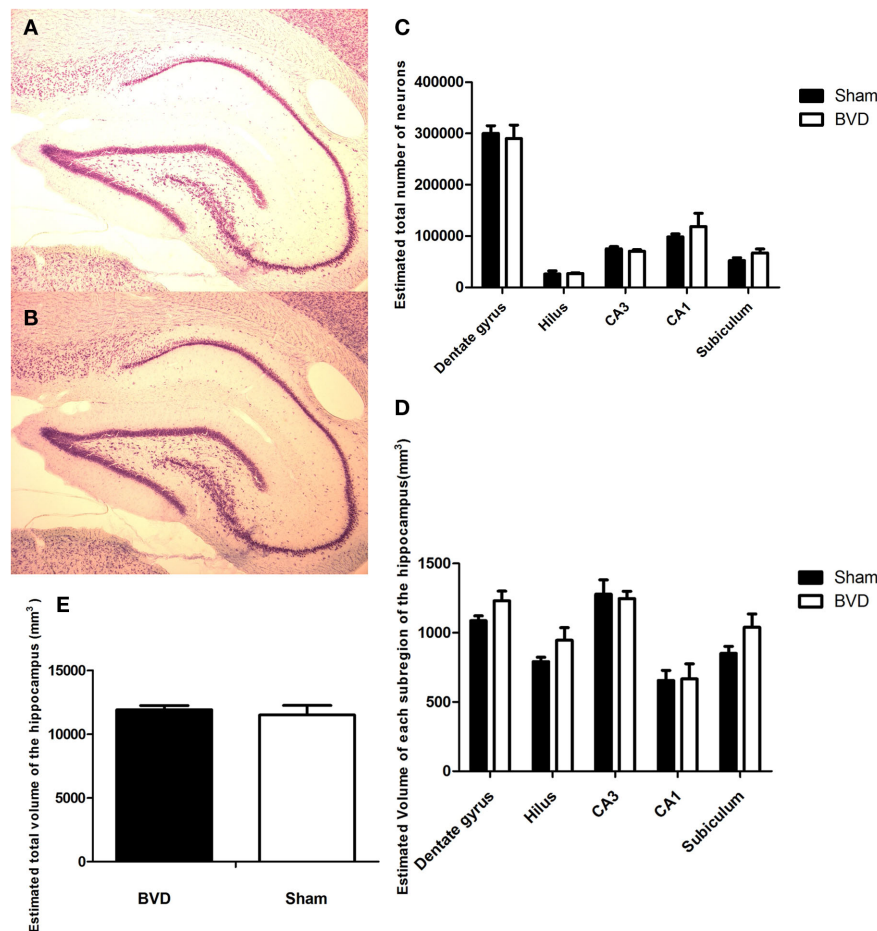 A
B
C
Estimated total number of neurons
400000
300000
200000
100000
0
Dentate gyrus
Hilus
CA3
CA1
Subiculum
Sham
BVD
D
Estimated Volume of each subregion of the hippocampus(mm³)
1500
1000
500
0
Dentate gyrus
Hilus
CA3
CA1
Subiculum
Sham
BVD
E
Estimated total volume of the hippocampus (mm³)
15000
10000
5000
0
BVD
Sham